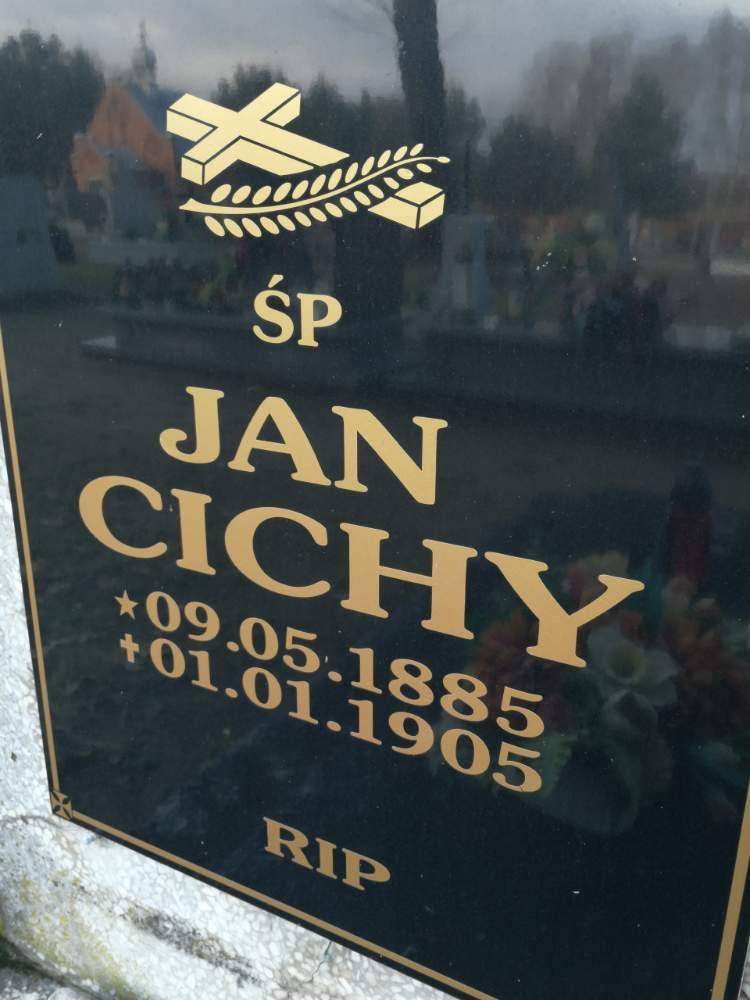 ŚP
JAN
CICHY
★09.05.1885
✝01.01.1905
RIP